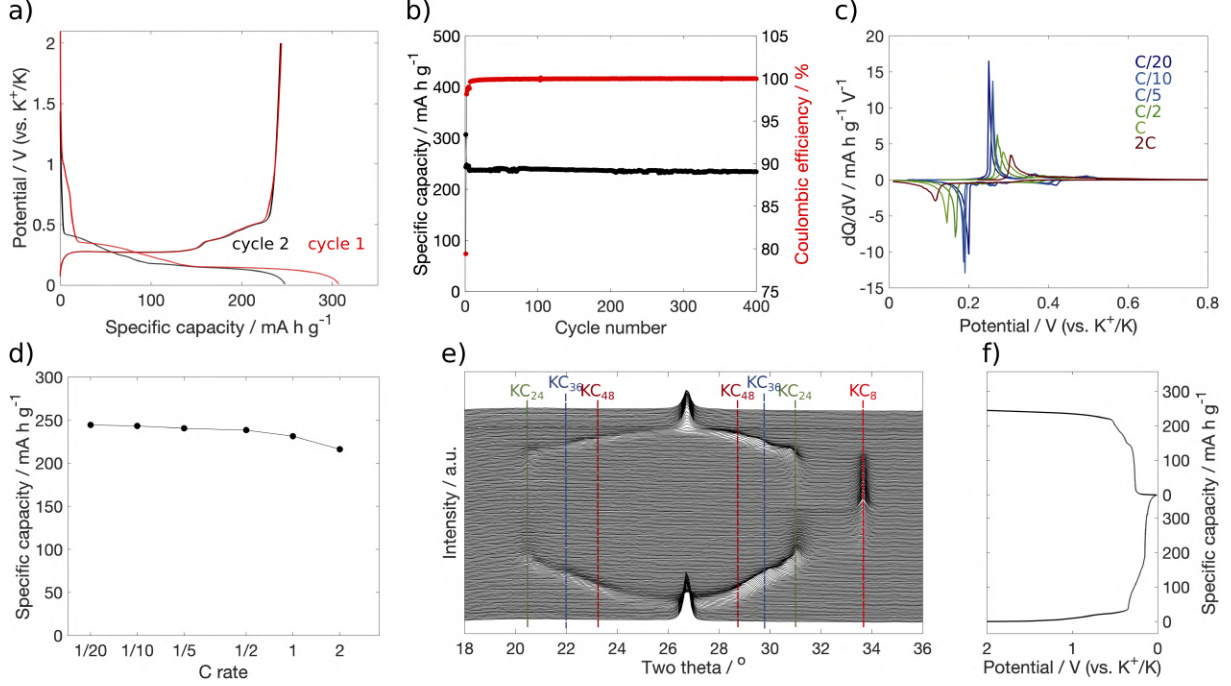 a)
Potential / V (vs. K⁺/K)
2
1
0
cycle 2
cycle 1
0
100
200
300
Specific capacity / mA h g⁻¹
b)
Specific capacity / mA h g⁻¹
500
400
300
200
100
0
0
100
200
300
400
Cycle number
105
100
95
90
85
80
75
Coulombic efficiency / %
c)
dQ/dV / mA h g⁻¹ V⁻¹
20
15
10
5
0
-5
-10
-15
C/20
C/10
C/5
C/2
C
2C
0
0.2
0.4
0.6
0.8
Potential / V (vs. K⁺/K)
d)
Specific capacity / mA h g⁻¹
300
250
200
150
100
50
0
1/20
1/10
1/5
1/2
1
2
C rate
e)
Intensity / a.u.
KC₂₄
KC₃₆
KC₄₈
KC₄₈
KC₃₆
KC₂₄
KC₈
18
20
22
24
26
28
30
32
34
36
Two theta / °
f)
300
200
100
0
300
200
100
0
Specific capacity / mA h g⁻¹
2
1
0
Potential / V (vs. K⁺/K)